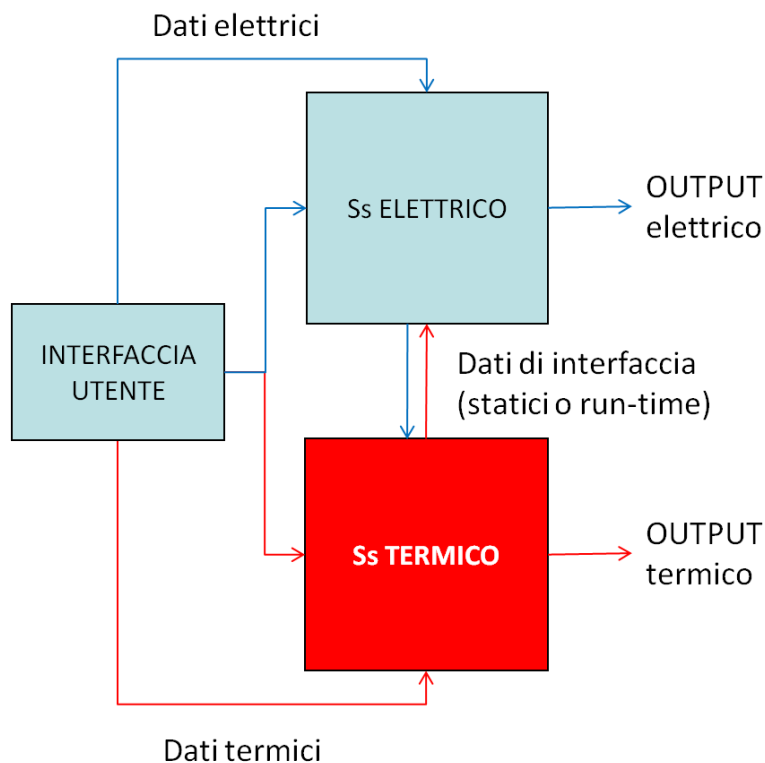 Dati elettrici
Ss ELETTRICO
OUTPUT
elettrico
INTERFACCIA
UTENTE
Dati di interfaccia
(statici o run-time)
Ss TERMICO
OUTPUT
termico
Dati termici